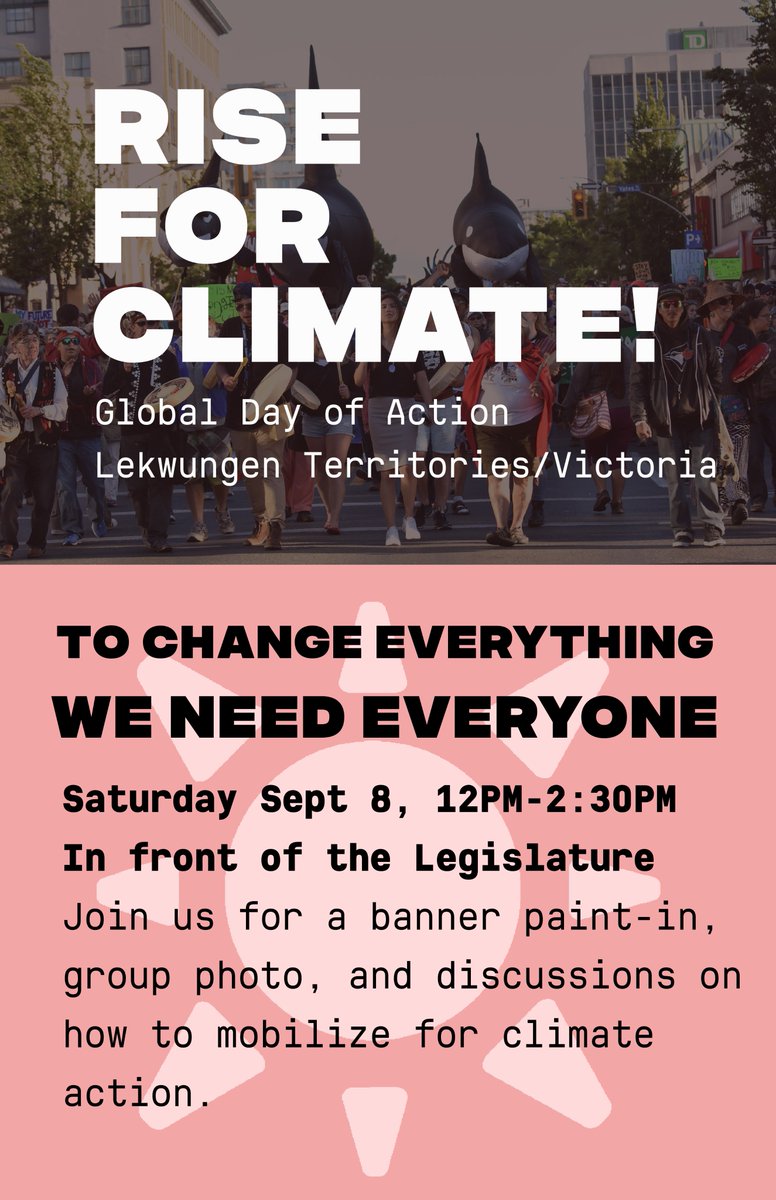 RISE
FOR
CLIMATE!
Global Day of Action
Lekwungen Territories/Victoria
TO CHANGE EVERYTHING
WE NEED EVERYONE
Saturday Sept 8, 12PM-2:30PM
In front of the Legislature
Join us for a banner paint-in,
group photo, and discussions on
how to mobilize for climate
action.
TD
Yates
P